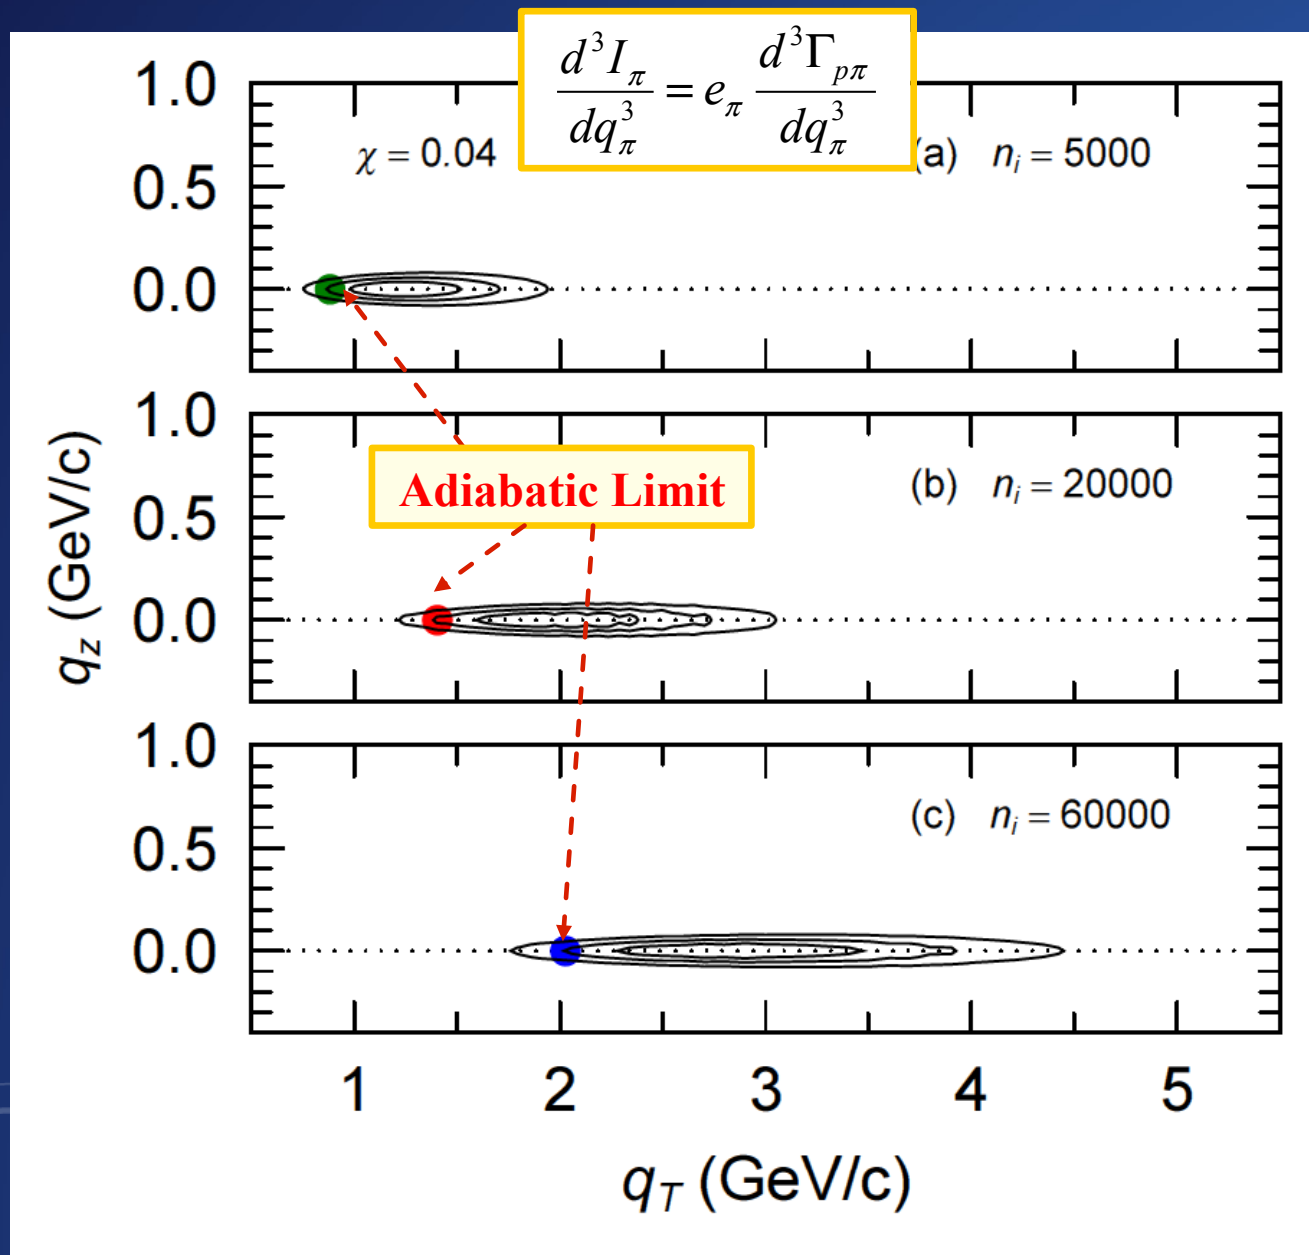 d³I_π / dq³_π = e_π d³Γ_pπ / dq³_π
1.0
0.5
0.0
χ = 0.04
(a) n_i = 5000
1.0
0.5
0.0
Adiabatic Limit
(b) n_i = 20000
q_z (GeV/c)
1.0
0.5
0.0
(c) n_i = 60000
1 2 3 4 5
q_T (GeV/c)